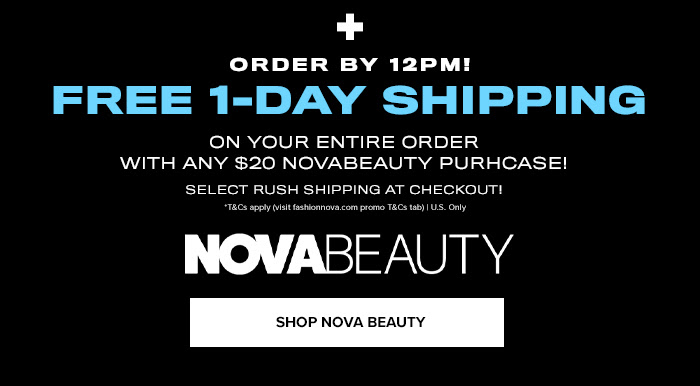 +
ORDER BY 12PM!
FREE 1-DAY SHIPPING
ON YOUR ENTIRE ORDER
WITH ANY $20 NOVABEAUTY PURHCASE!
SELECT RUSH SHIPPING AT CHECKOUT!
*T&Cs apply (visit fashionnova.com promo T&Cs tab) | U.S. Only
NOVABEAUTY
SHOP NOVA BEAUTY